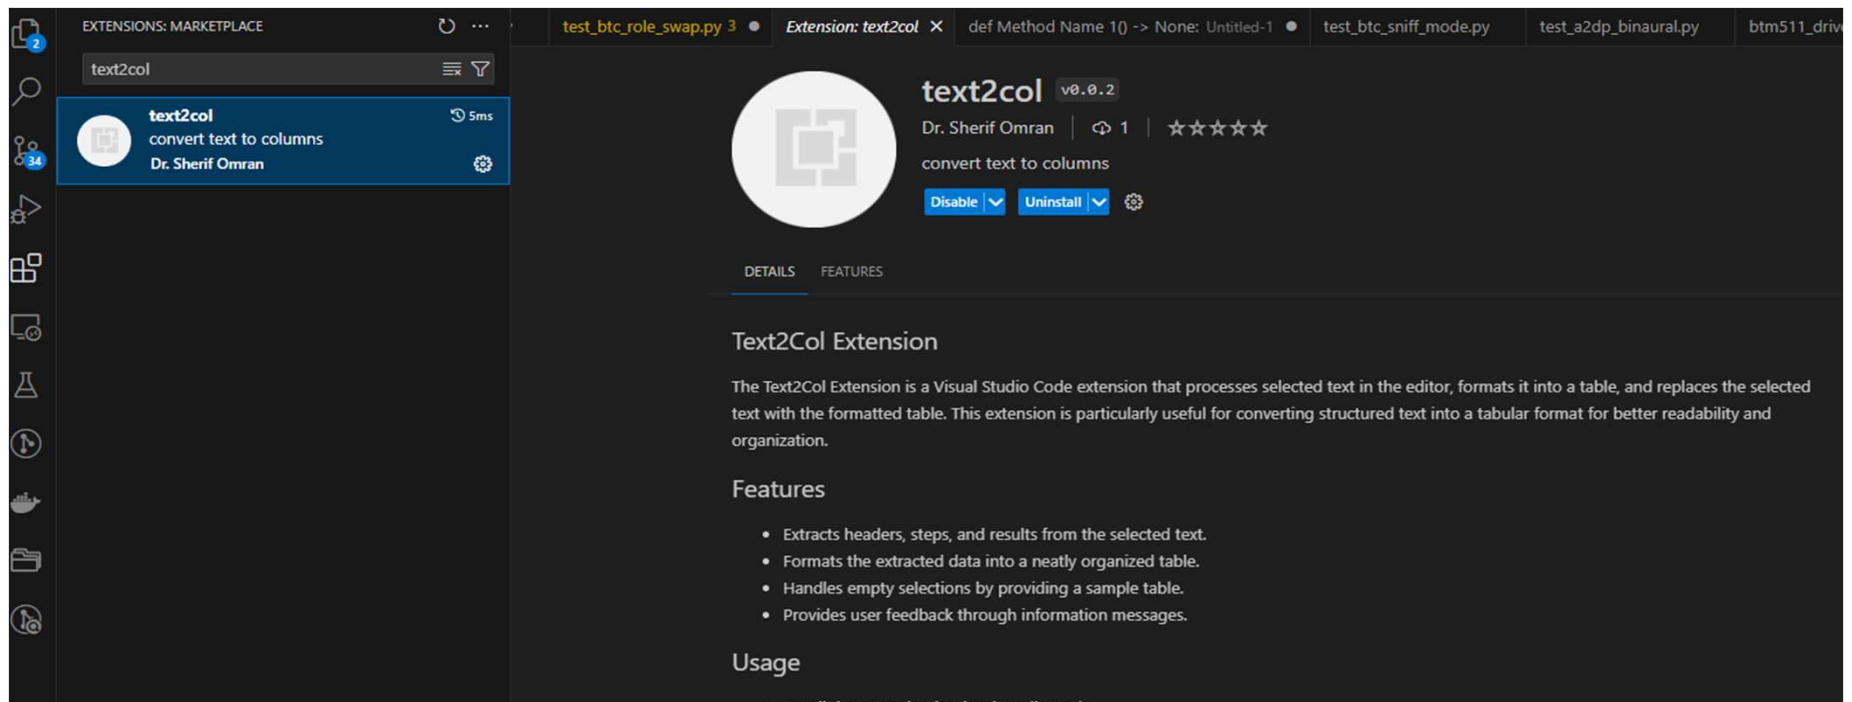 EXTENSIONS: MARKETPLACE
text2col
text2col
5ms
convert text to columns
Dr. Sherif Omran
2
34
test_btc_role_swap.py 3
Extension: text2col
def Method Name 1() -> None: Untitled-1
test_btc_sniff_mode.py
test_a2dp_binaural.py
text2col v0.0.2
Dr. Sherif Omran 1
convert text to columns
Disable
Uninstall
DETAILS
FEATURES
Text2Col Extension
The Text2Col Extension is a Visual Studio Code extension that processes selected text in the editor, formats it into a table, and replaces the selected
text with the formatted table. This extension is particularly useful for converting structured text into a tabular format for better readability and
organization.
Features
• Extracts headers, steps, and results from the selected text.
• Formats the extracted data into a neatly organized table.
• Handles empty selections by providing a sample table.
• Provides user feedback through information messages.
Usage